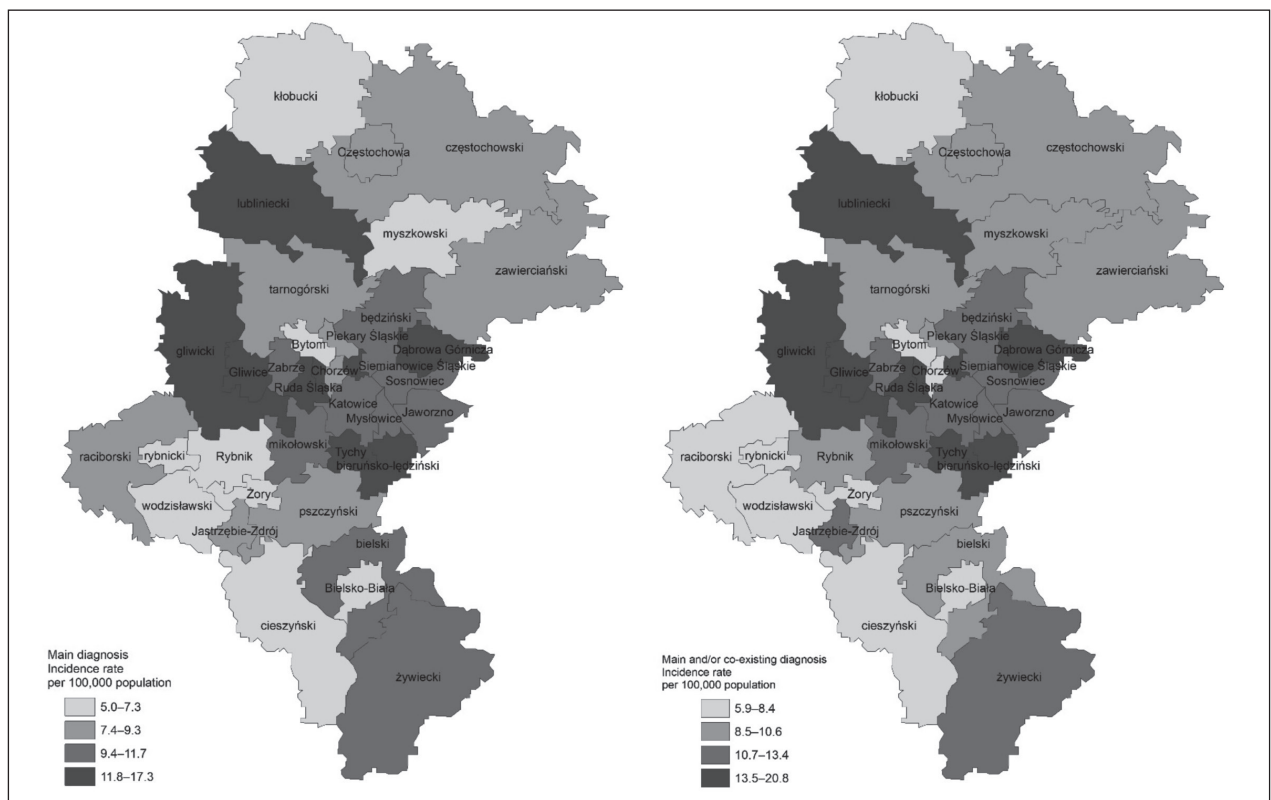 kłobucki
Częstochowa
częstochowski
lubliniecki
myszkowski
zawierciański
tarnogórski
będziński
Piekary Śląskie
Bytom
gliwicki
Dąbrowa Górnicza
Gliwice
Zabrze
Chorzów
Siemianowice Śląskie
Sosnowiec
Ruda Śląska
Katowice
Mysłowice
Jaworzno
mikołowski
Tychy
bieruńsko-lędziński
raciborski
rybnicki
Rybnik
Żory
wodzisławski
pszczyński
Jastrzębie-Zdrój
bielski
Bielsko-Biała
cieszyński
żywiecki
Main diagnosis
Incidence rate
per 100,000 population
5.0–7.3
7.4–9.3
9.4–11.7
11.8–17.3
kłobucki
Częstochowa
częstochowski
lubliniecki
myszkowski
zawierciański
tarnogórski
będziński
Piekary Śląskie
Bytom
gliwicki
Dąbrowa Górnicza
Gliwice
Zabrze
Chorzów
Siemianowice Śląskie
Sosnowiec
Ruda Śląska
Katowice
Mysłowice
Jaworzno
mikołowski
Tychy
bieruńsko-lędziński
raciborski
rybnicki
Rybnik
Żory
wodzisławski
pszczyński
Jastrzębie-Zdrój
bielski
Bielsko-Biała
cieszyński
żywiecki
Main and/or co-existing diagnosis
Incidence rate
per 100,000 population
5.9–8.4
8.5–10.6
10.7–13.4
13.5–20.8